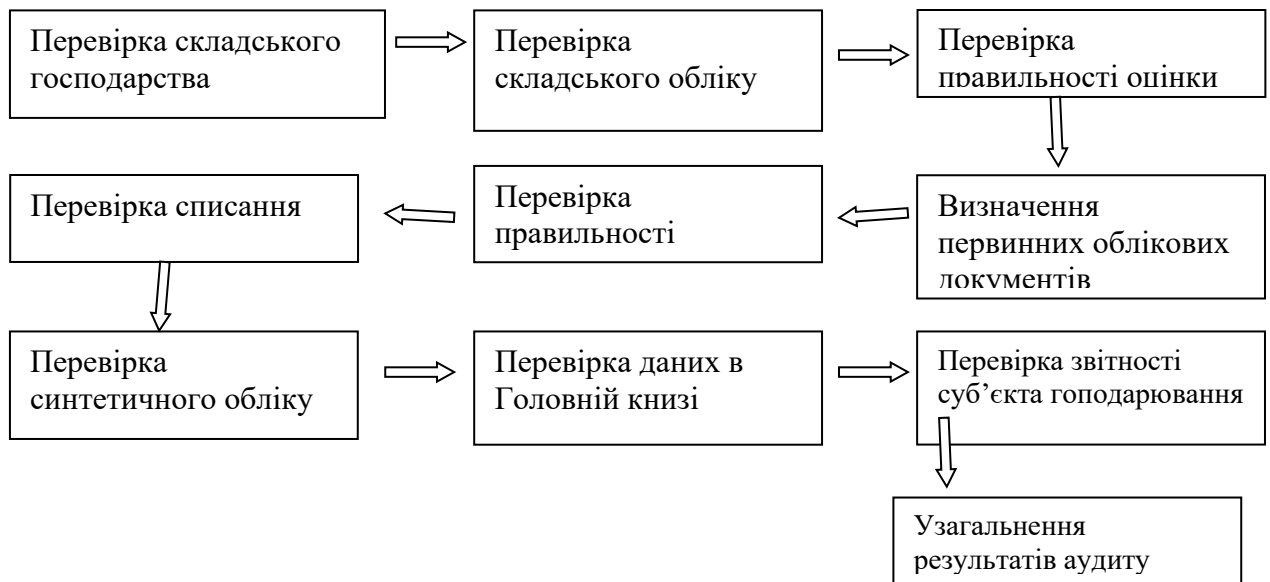 Перевірка складського
господарства
Перевірка
складського обліку
Перевірка
правильності оцінки
Визначення
первинних облікових
документів
Перевірка
правильності
Перевірка списання
Перевірка
синтетичного обліку
Перевірка даних в
Головній книзі
Перевірка звітності
суб’єкта гоподарювання
Узагальнення
результатів аудиту